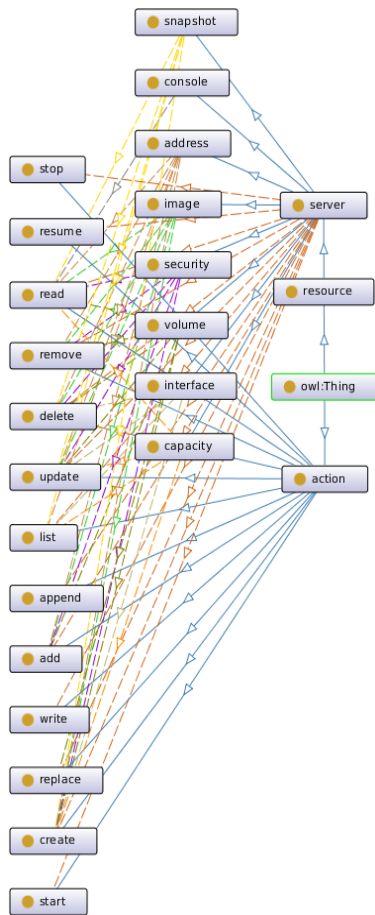 snapshot
console
address
stop
image
server
resume
security
read
resource
volume
remove
interface
owl:Thing
delete
capacity
update
action
list
append
add
write
replace
create
start